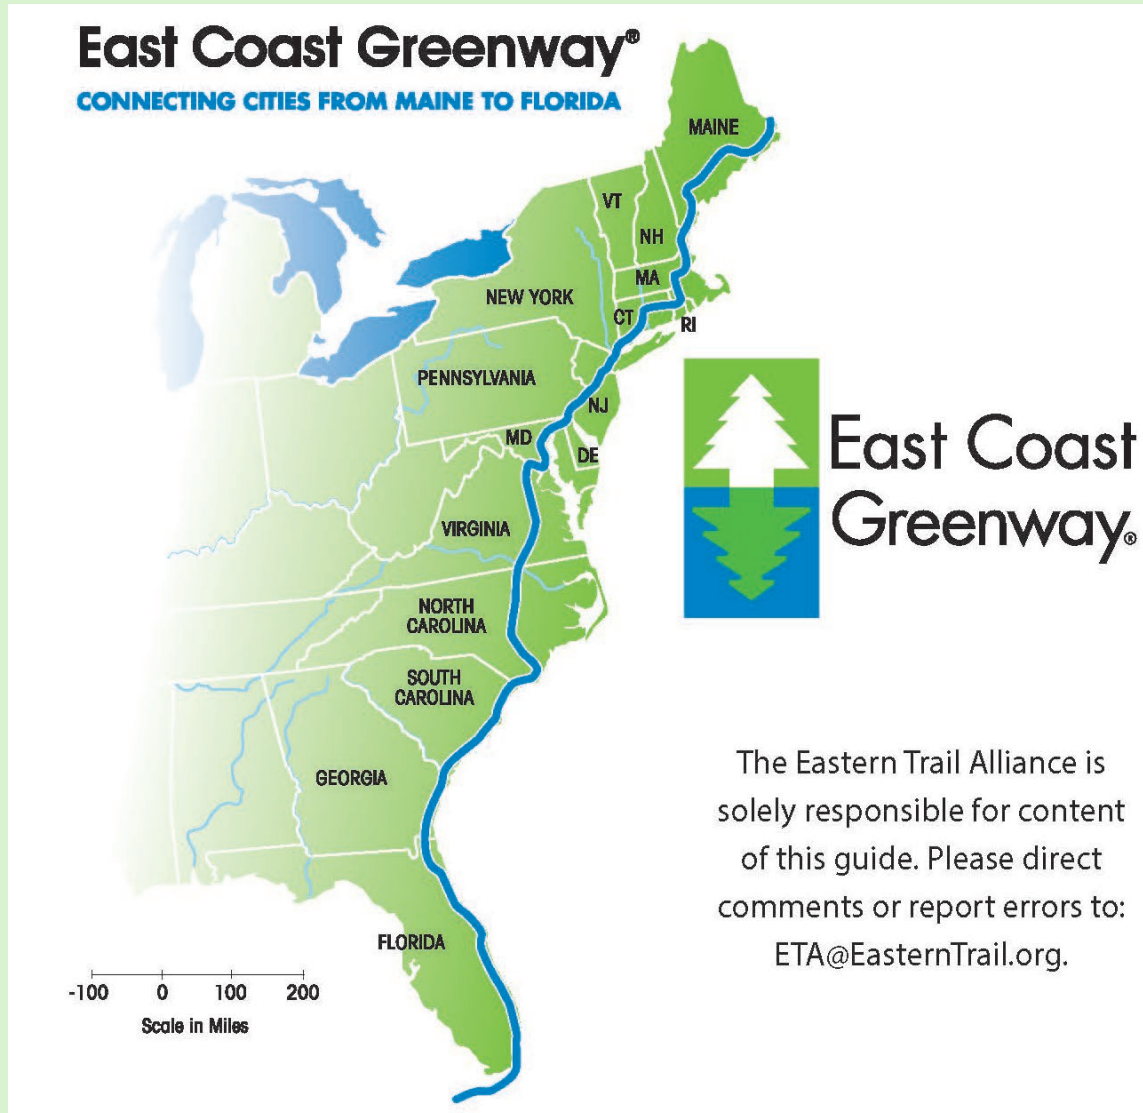 East Coast Greenway®
CONNECTING CITIES FROM MAINE TO FLORIDA
MAINE
VT
NH
MA
NEW YORK
CT
RI
PENNSYLVANIA
NJ
MD
DE
East Coast
Greenway®
VIRGINIA
NORTH
CAROLINA
SOUTH
CAROLINA
GEORGIA
The Eastern Trail Alliance is
solely responsible for content
of this guide. Please direct
comments or report errors to:
ETA@EasternTrail.org.
FLORIDA
-100 0 100 200
Scale in Miles